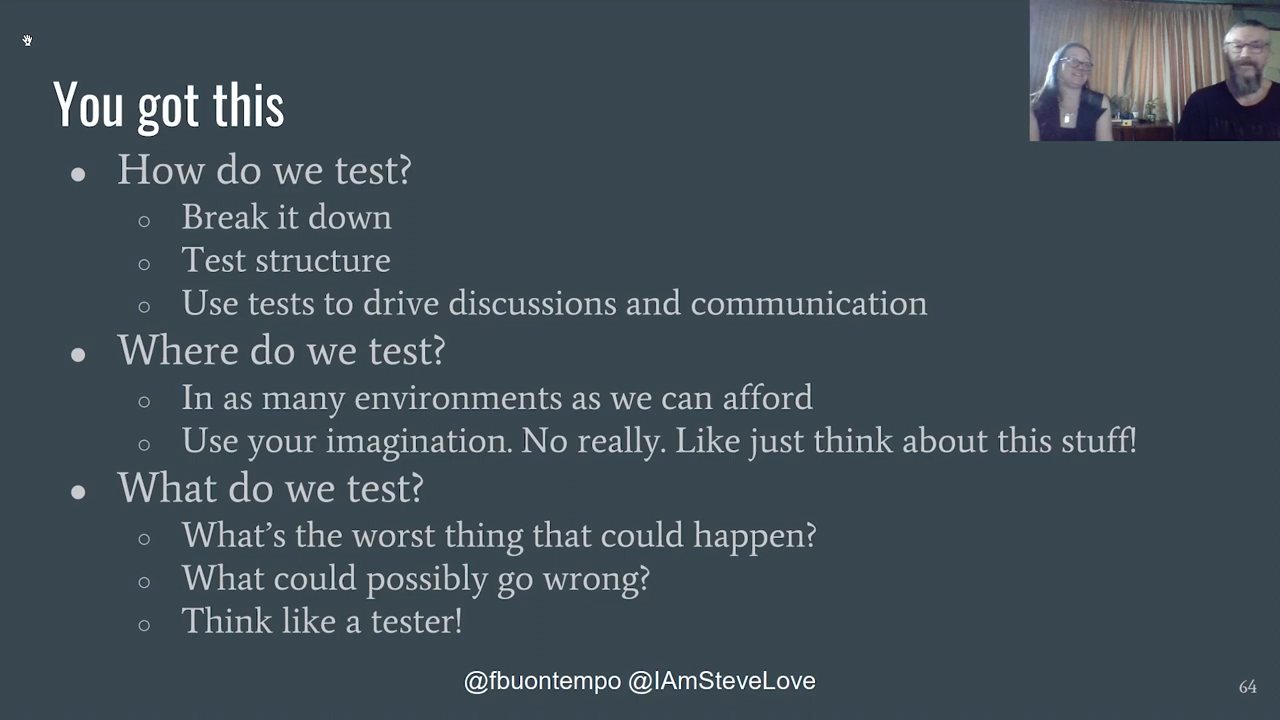 You got this
● How do we test?
○ Break it down
○ Test structure
○ Use tests to drive discussions and communication
● Where do we test?
○ In as many environments as we can afford
○ Use your imagination. No really. Like just think about this stuff!
● What do we test?
○ What’s the worst thing that could happen?
○ What could possibly go wrong?
○ Think like a tester!
@fbuontempo @IAmSteveLove
64